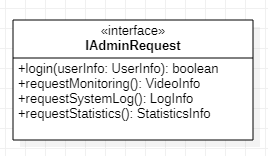 «interface»
IAdminRequest
+login(userInfo: UserInfo): boolean
+requestMonitoring(): VideoInfo
+requestSystemLog(): LogInfo
+requestStatistics(): StatisticsInfo